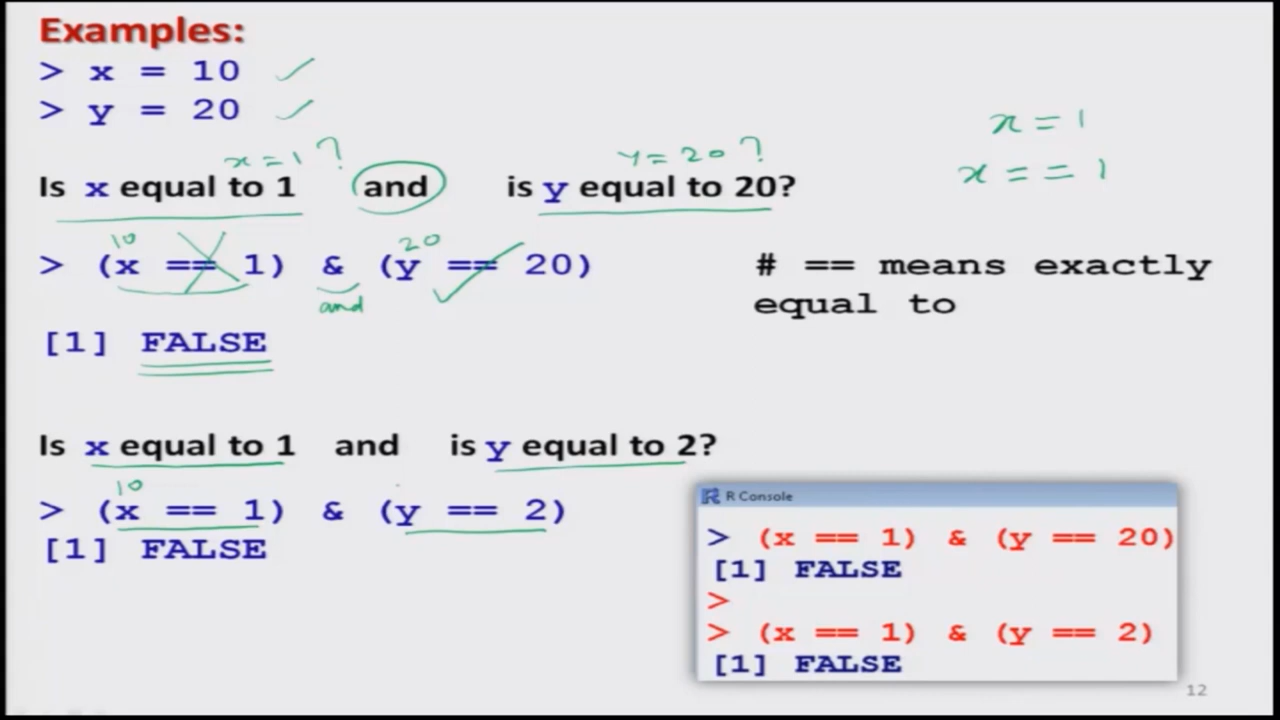 Examples:
> x = 10
> y = 20
x = 1 ?
y = 20 ?
x = 1
x = = 1
Is x equal to 1 and is y equal to 20?
10
20
> (x == 1) & (y == 20)
and
# == means exactly
equal to
[1] FALSE
Is x equal to 1 and is y equal to 2?
10
> (x == 1) & (y == 2)
[1] FALSE
R Console
> (x == 1) & (y == 20)
[1] FALSE
>
> (x == 1) & (y == 2)
[1] FALSE
12